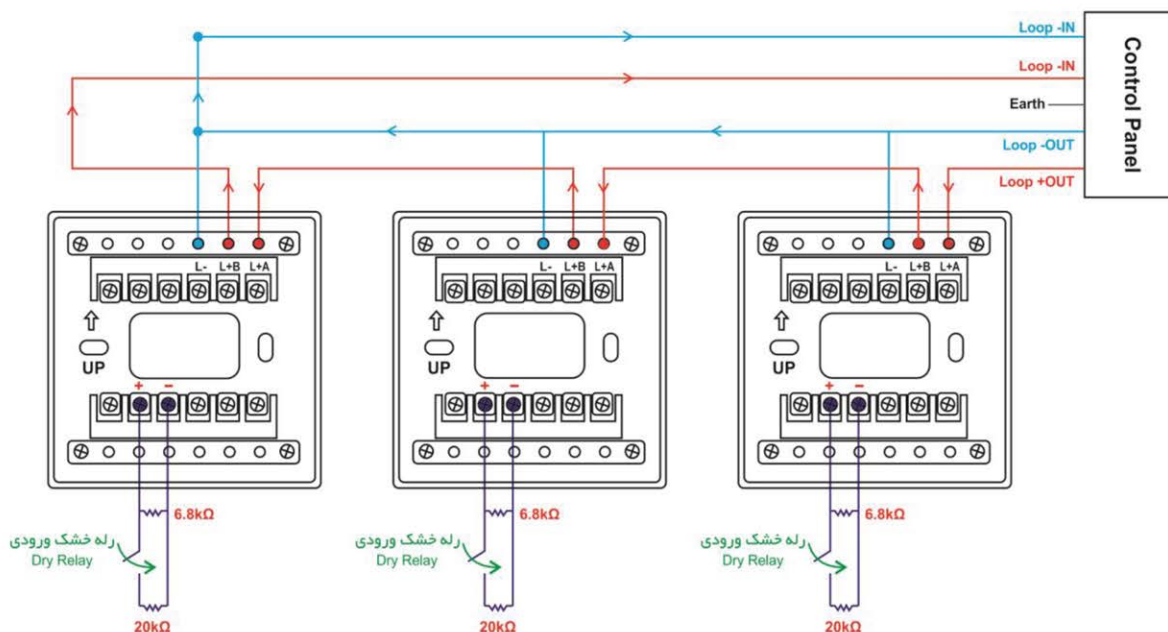 Loop -IN
Loop -IN
Earth
Loop -OUT
Loop +OUT
Control Panel
L- L+B L+A
UP
+ -
6.8kΩ
رله خشک ورودی
Dry Relay
20kΩ
L- L+B L+A
UP
+ -
6.8kΩ
رله خشک ورودی
Dry Relay
20kΩ
L- L+B L+A
UP
+ -
6.8kΩ
رله خشک ورودی
Dry Relay
20kΩ